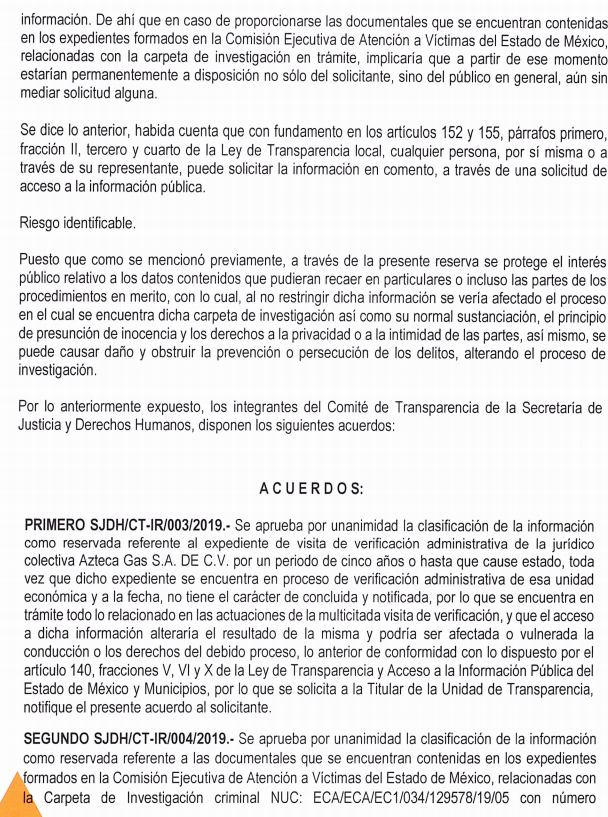 información. De ahí que en caso de proporcionarse las documentales que se encuentran contenidas
en los expedientes formados en la Comisión Ejecutiva de Atención a Víctimas del Estado de México,
relacionadas con la carpeta de investigación en trámite, implicaría que a partir de ese momento
estarían permanentemente a disposición no sólo del solicitante, sino del público en general, aún sin
mediar solicitud alguna.
Se dice lo anterior, habida cuenta que con fundamento en los artículos 152 y 155, párrafos primero,
fracción II, tercero y cuarto de la Ley de Transparencia local, cualquier persona, por sí misma o a
través de su representante, puede solicitar la información en comento, a través de una solicitud de
acceso a la información pública.
Riesgo identificable.
Puesto que como se mencionó previamente, a través de la presente reserva se protege el interés
público relativo a los datos contenidos que pudieran recaer en particulares o incluso las partes de los
procedimientos en merito, con lo cual, al no restringir dicha información se vería afectado el proceso
en el cual se encuentra dicha carpeta de investigación así como su normal sustanciación, el principio
de presunción de inocencia y los derechos a la privacidad o a la intimidad de las partes, así mismo, se
puede causar daño y obstruir la prevención o persecución de los delitos, alterando el proceso de
investigación.
Por lo anteriormente expuesto, los integrantes del Comité de Transparencia de la Secretaría de
Justicia y Derechos Humanos, disponen los siguientes acuerdos:
A C U E R D O S:
PRIMERO SJDH/CT-IR/003/2019.- Se aprueba por unanimidad la clasificación de la información
como reservada referente al expediente de visita de verificación administrativa de la jurídico
colectiva Azteca Gas S.A. DE C.V. por un periodo de cinco años o hasta que cause estado, toda
vez que dicho expediente se encuentra en proceso de verificación administrativa de esa unidad
económica y a la fecha, no tiene el carácter de concluida y notificada, por lo que se encuentra en
trámite todo lo relacionado en las actuaciones de la multicitada visita de verificación, y que el acceso
a dicha información alteraría el resultado de la misma y podría ser afectada o vulnerada la
conducción o los derechos del debido proceso, lo anterior de conformidad con lo dispuesto por el
artículo 140, fracciones V, VI y X de la Ley de Transparencia y Acceso a la Información Pública del
Estado de México y Municipios, por lo que se solicita a la Titular de la Unidad de Transparencia,
notifique el presente acuerdo al solicitante.
SEGUNDO SJDH/CT-IR/004/2019.- Se aprueba por unanimidad la clasificación de la información
como reservada referente a las documentales que se encuentran contenidas en los expedientes
formados en la Comisión Ejecutiva de Atención a Víctimas del Estado de México, relacionadas con
la Carpeta de Investigación criminal NUC: ECA/ECA/EC1/034/129578/19/05 con número